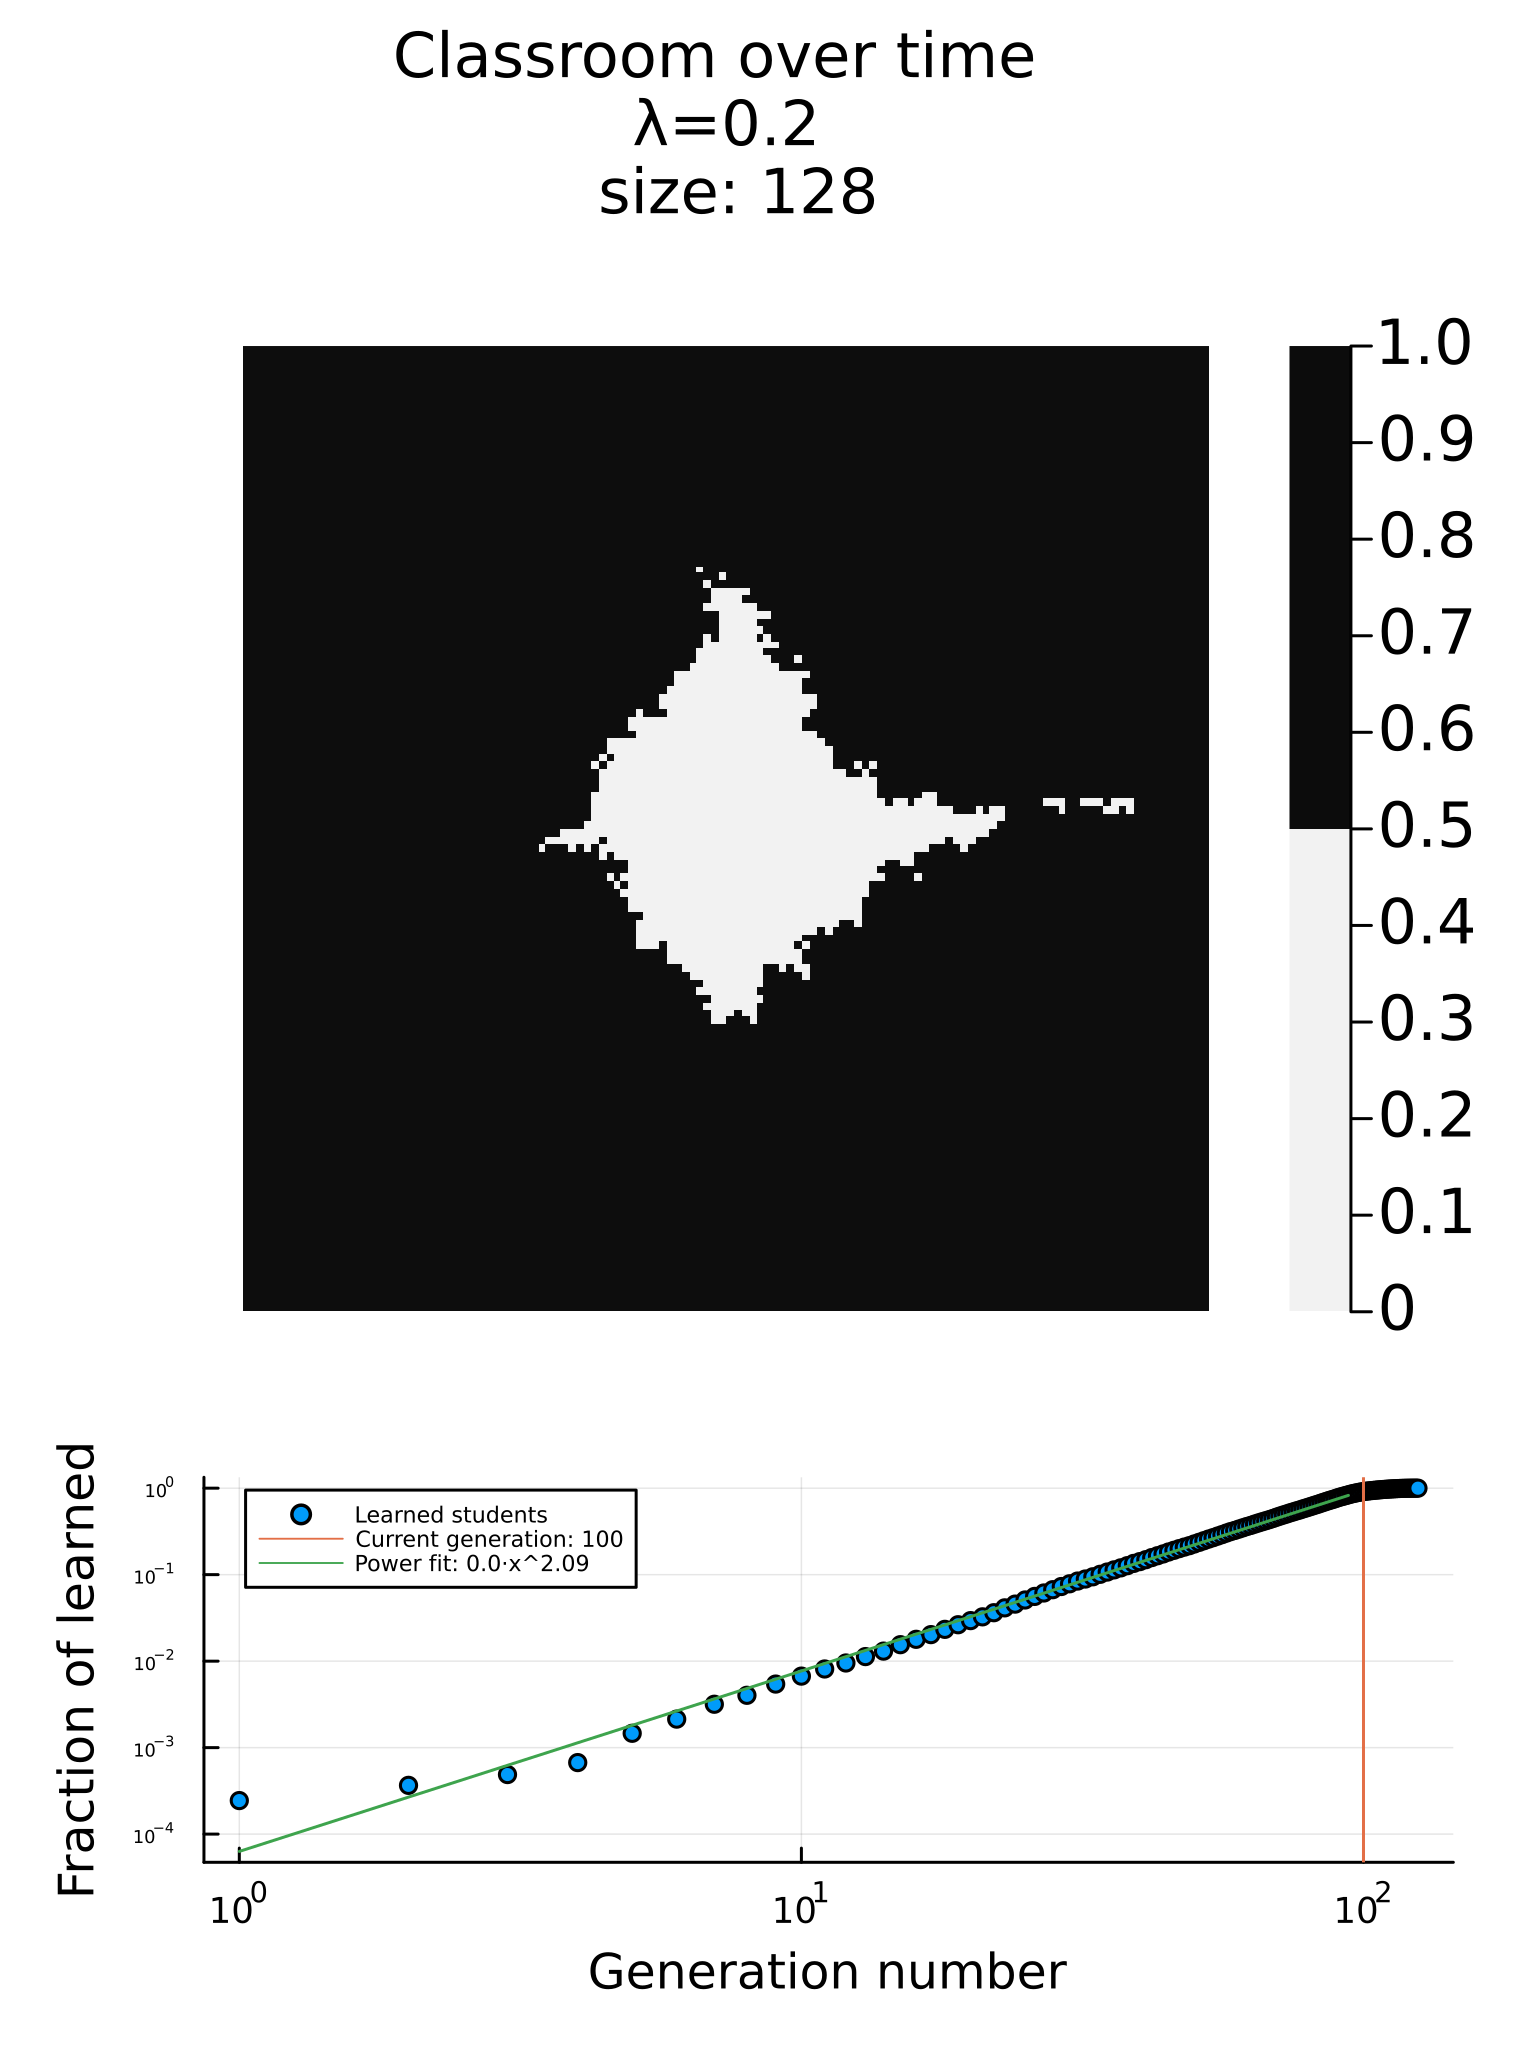 Classroom over time
λ=0.2
size: 128
1.0
0.9
0.8
0.7
0.6
0.5
0.4
0.3
0.2
0.1
0
Fraction of learned
10⁰
10⁻¹
10⁻²
10⁻³
10⁻⁴
Learned students
Current generation: 100
Power fit: 0.0·x^2.09
10⁰ 10¹ 10²
Generation number